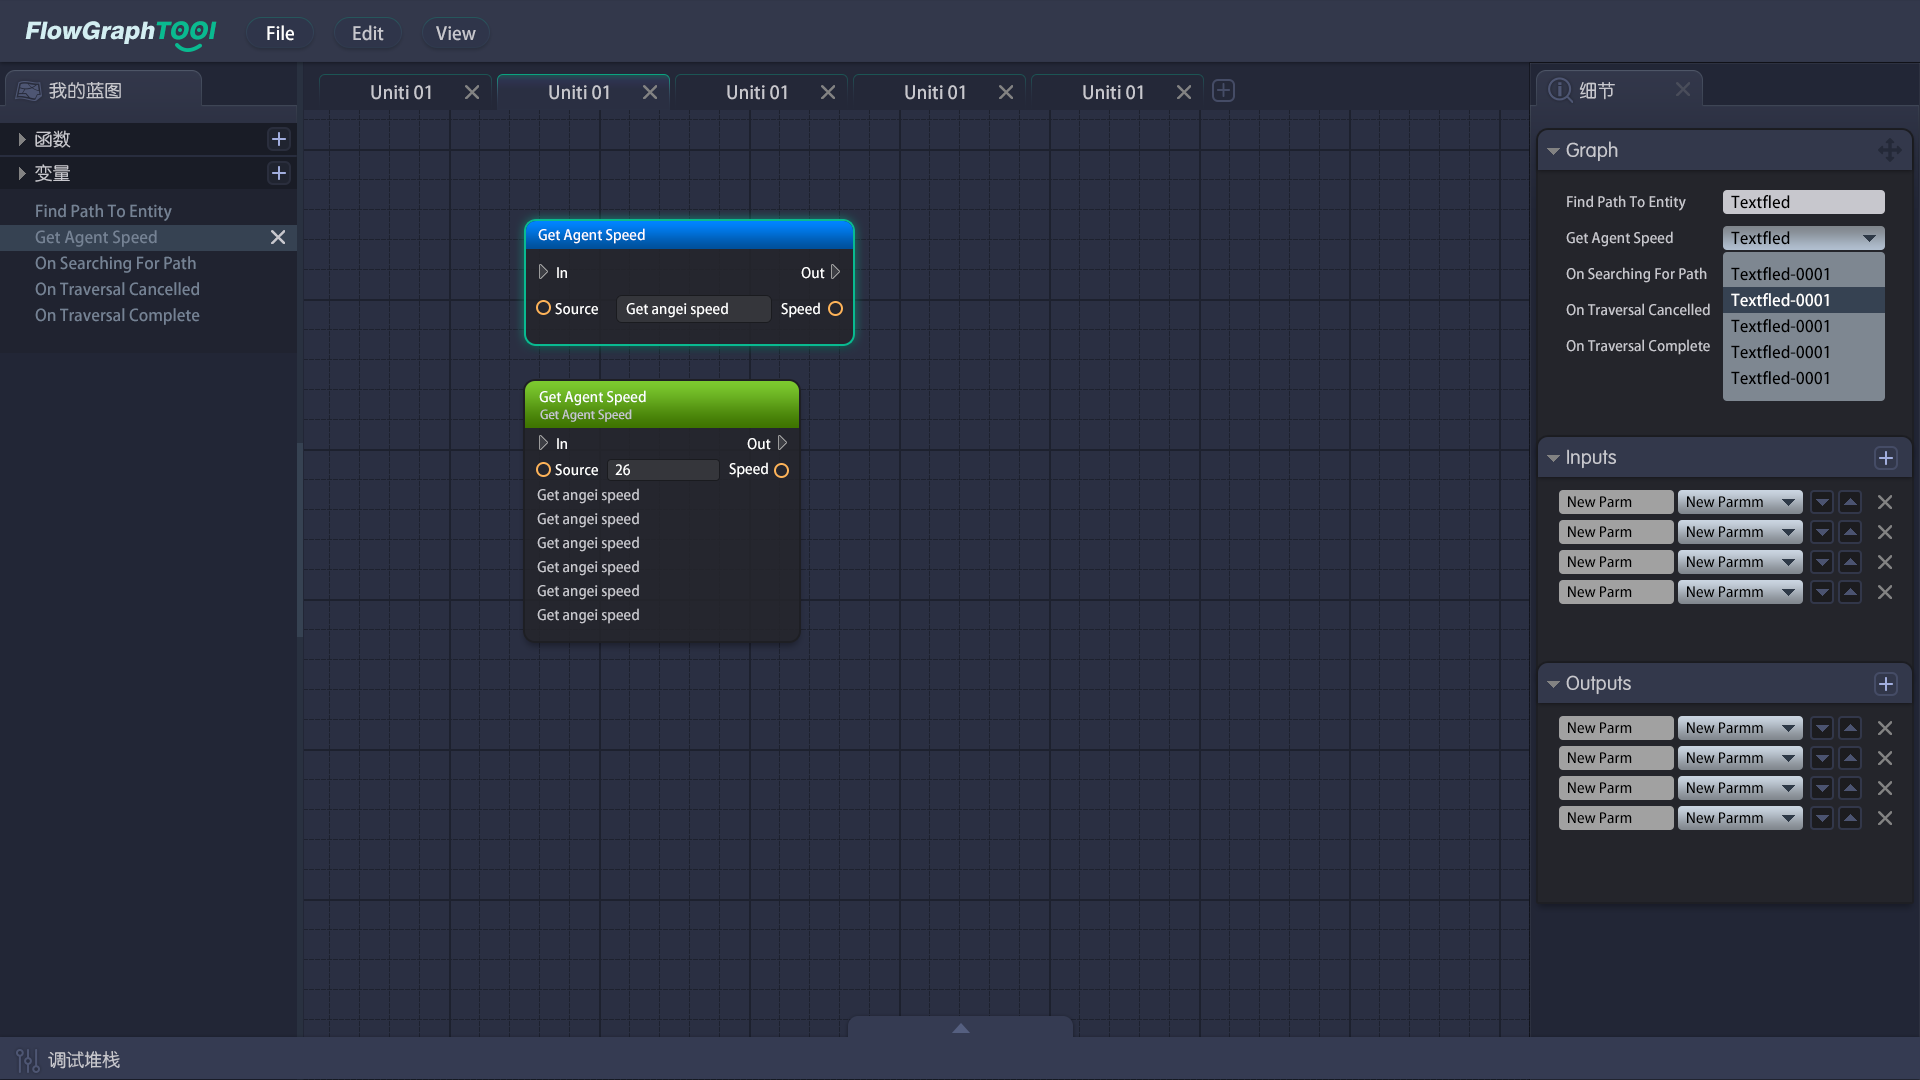 FlowGraphTOOl
File
Edit
View
我的蓝图
函数
变量
Find Path To Entity
Get Agent Speed
On Searching For Path
On Traversal Cancelled
On Traversal Complete
Uniti 01
Uniti 01
Uniti 01
Uniti 01
Uniti 01
Get Agent Speed
In
Out
Source
Get angei speed
Speed
Get Agent Speed
Get Agent Speed
In
Out
Source
26
Speed
Get angei speed
Get angei speed
Get angei speed
Get angei speed
Get angei speed
Get angei speed
细节
Graph
Find Path To Entity
Textfled
Get Agent Speed
Textfled
On Searching For Path
On Traversal Cancelled
On Traversal Complete
Textfled-0001
Textfled-0001
Textfled-0001
Textfled-0001
Textfled-0001
Inputs
New Parm
New Parmm
New Parm
New Parmm
New Parm
New Parmm
New Parm
New Parmm
Outputs
New Parm
New Parmm
New Parm
New Parmm
New Parm
New Parmm
New Parm
New Parmm
调试堆栈